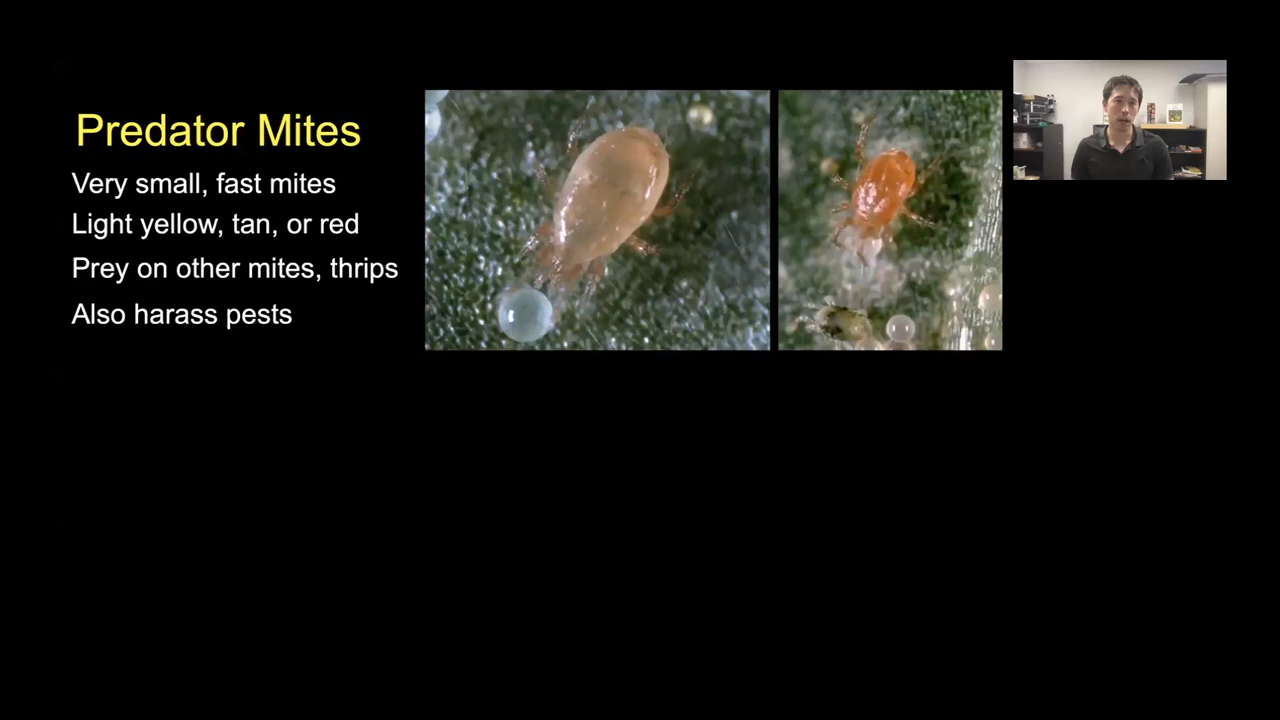 Predator Mites
Very small, fast mites
Light yellow, tan, or red
Prey on other mites, thrips
Also harass pests